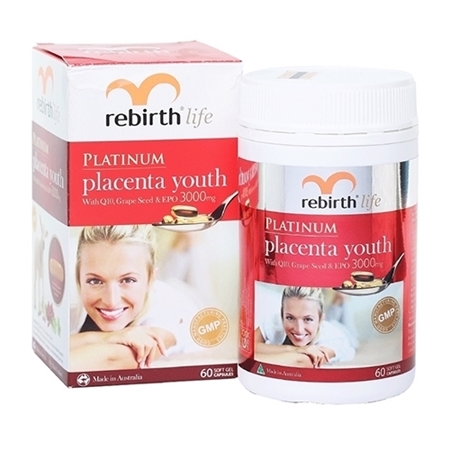 rebirth® life
PLATINUM
placenta youth
With Q10, Grape Seed & EPO 3000mg
GMP
Made in Australia
60 SOFT GEL
CAPSULES
rebirth® life
PLATINUM
placenta youth
With Q10, Grape Seed & EPO 3000mg
GMP
60 SOFT GEL
CAPSULES